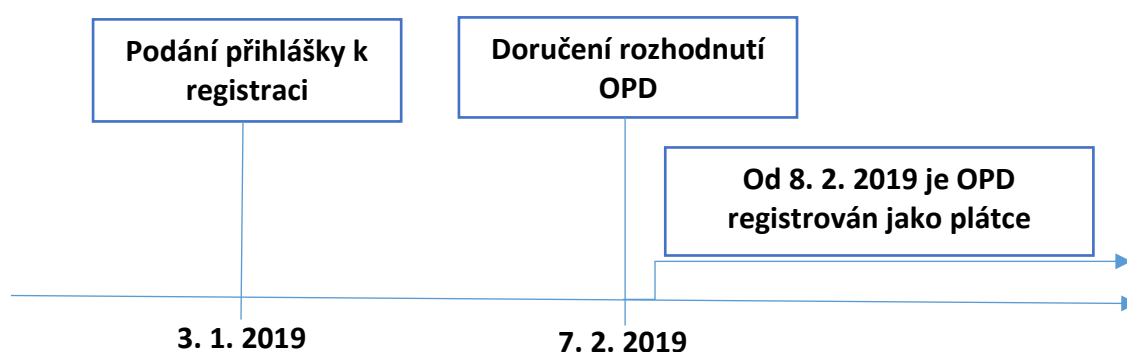 Podání přihlášky k
registraci
Doručení rozhodnutí
OPD
Od 8. 2. 2019 je OPD
registrován jako plátce
3. 1. 2019
7. 2. 2019